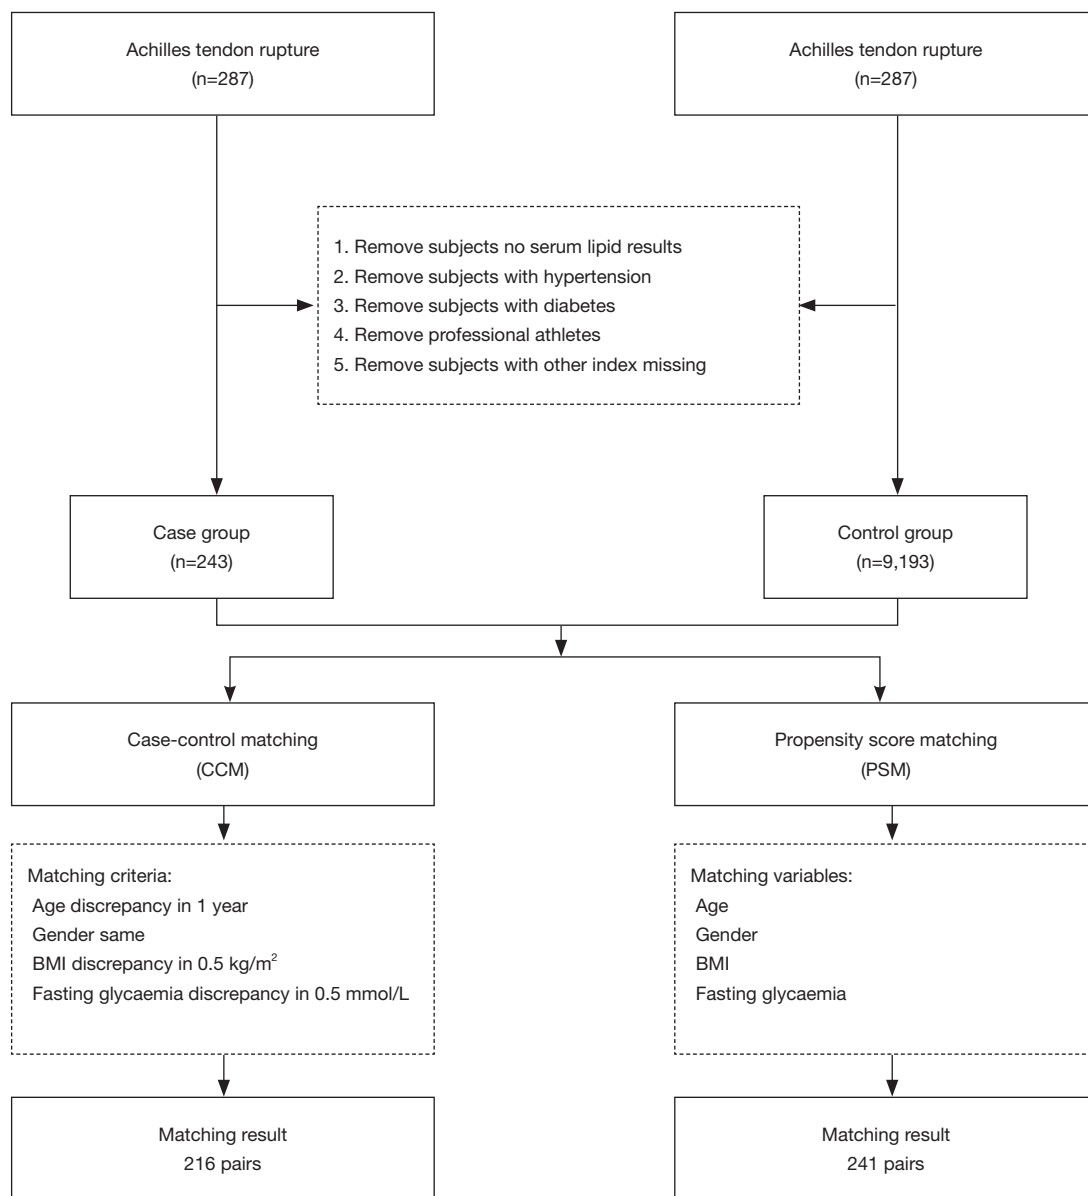 Achilles tendon rupture
(n=287)
Achilles tendon rupture
(n=287)
1. Remove subjects no serum lipid results
2. Remove subjects with hypertension
3. Remove subjects with diabetes
4. Remove professional athletes
5. Remove subjects with other index missing
Case group
(n=243)
Control group
(n=9,193)
Case-control matching
(CCM)
Propensity score matching
(PSM)
Matching criteria:
Age discrepancy in 1 year
Gender same
BMI discrepancy in 0.5 kg/m²
Fasting glycaemia discrepancy in 0.5 mmol/L
Matching variables:
Age
Gender
BMI
Fasting glycaemia
Matching result
216 pairs
Matching result
241 pairs